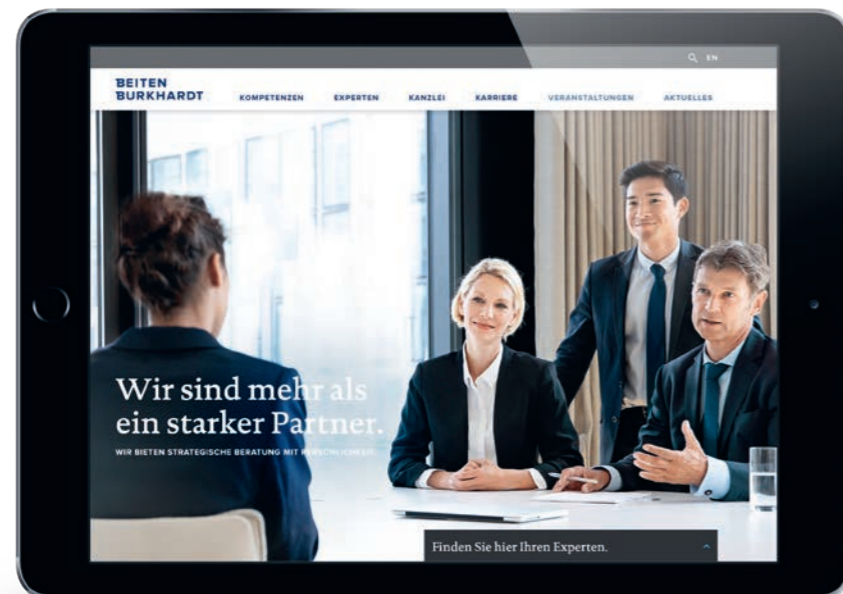 EN
BEITEN
BURKHARDT
KOMPETENZEN EXPERTEN KANZLEI KARRIERE VERANSTALTUNGEN AKTUELLES
Wir sind mehr als
ein starker Partner.
WIR BIETEN STRATEGISCHE BERATUNG MIT PERSÖNLICHKEIT.
Finden Sie hier Ihren Experten.